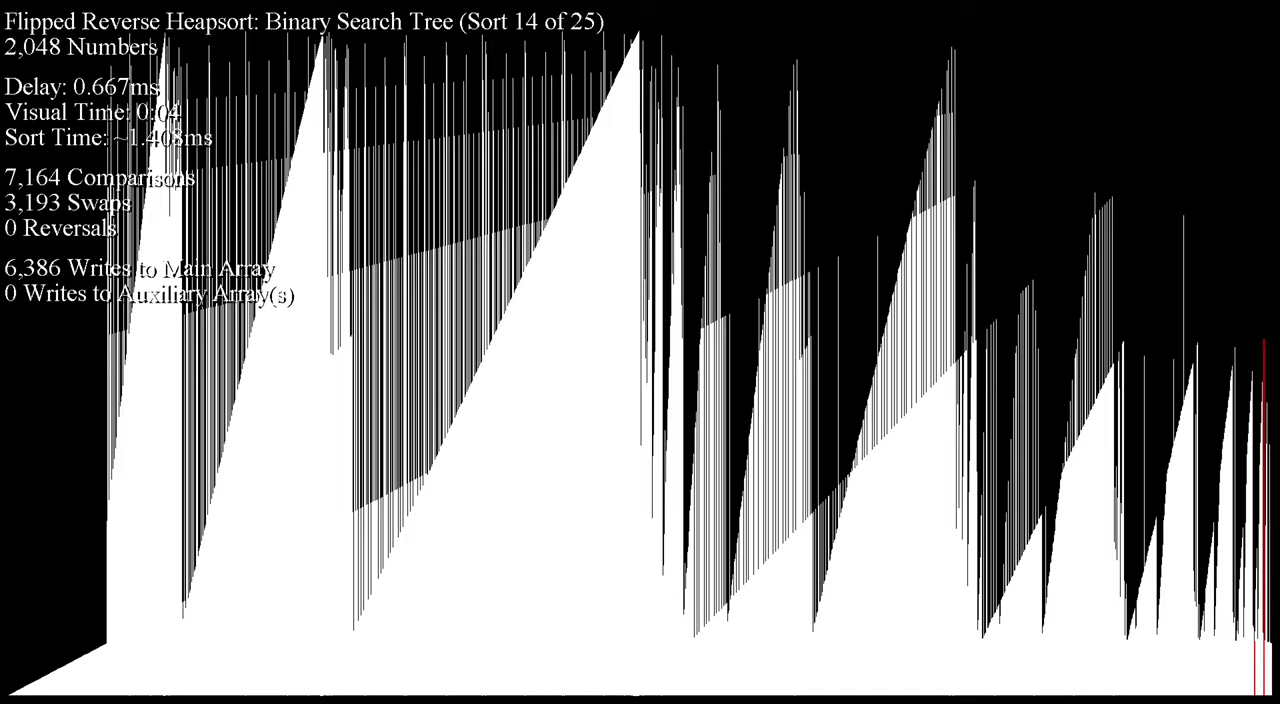 Flipped Reverse Heapsort: Binary Search Tree (Sort 14 of 25)
2,048 Numbers
Delay: 0.667ms
Visual Time: 0:04
Sort Time: ~1.408ms
7,164 Comparisons
3,193 Swaps
0 Reversals
6,386 Writes to Main Array
0 Writes to Auxiliary Array(s)